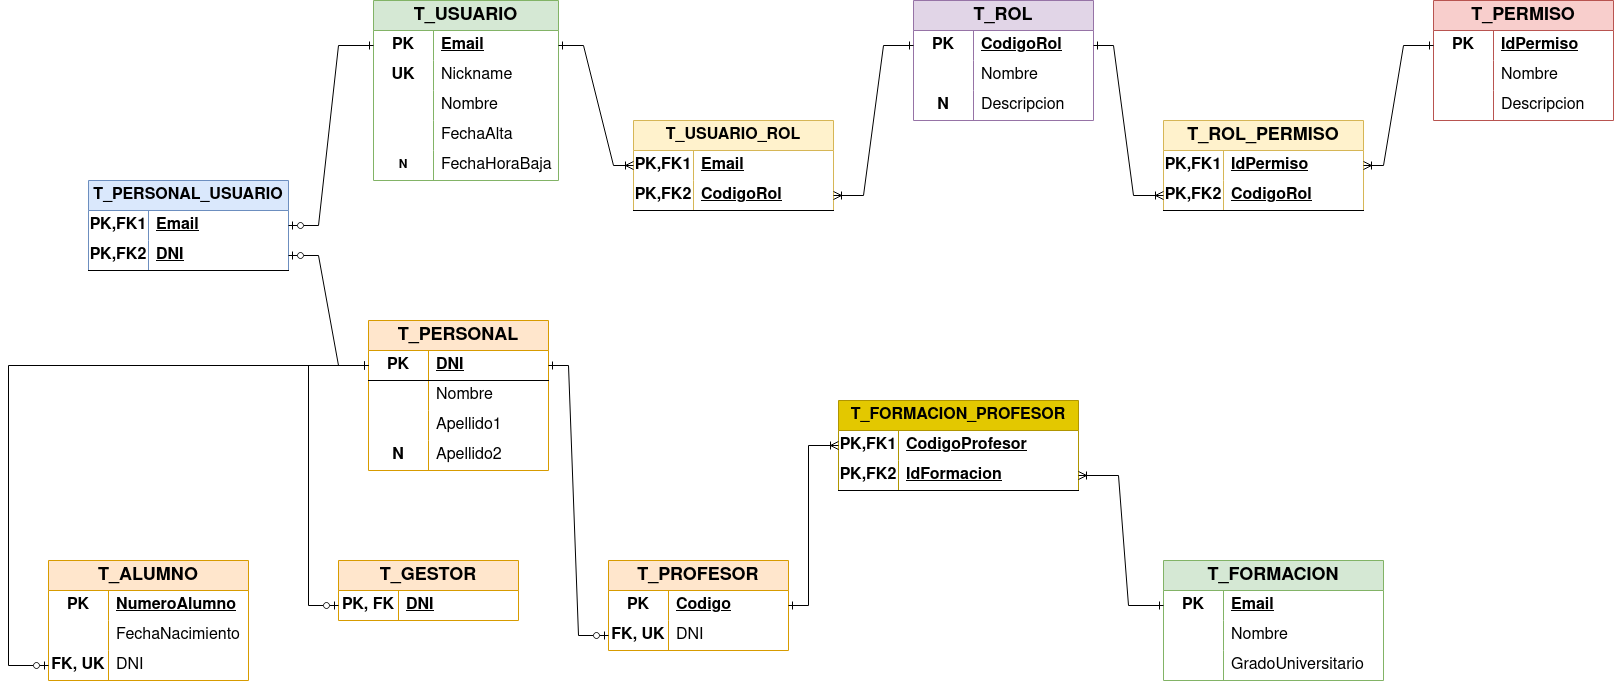 T_USUARIO
PK Email
UK Nickname
Nombre
FechaAlta
N FechaHoraBaja
T_ROL
PK CodigoRol
Nombre
N Descripcion
T_PERMISO
PK IdPermiso
Nombre
Descripcion
T_USUARIO_ROL
PK,FK1 Email
PK,FK2 CodigoRol
T_ROL_PERMISO
PK,FK1 IdPermiso
PK,FK2 CodigoRol
T_PERSONAL_USUARIO
PK,FK1 Email
PK,FK2 DNI
T_PERSONAL
PK DNI
Nombre
Apellido1
N Apellido2
T_FORMACION_PROFESOR
PK,FK1 CodigoProfesor
PK,FK2 IdFormacion
T_ALUMNO
PK NumeroAlumno
FechaNacimiento
FK, UK DNI
T_GESTOR
PK, FK DNI
T_PROFESOR
PK Codigo
FK, UK DNI
T_FORMACION
PK Email
Nombre
GradoUniversitario